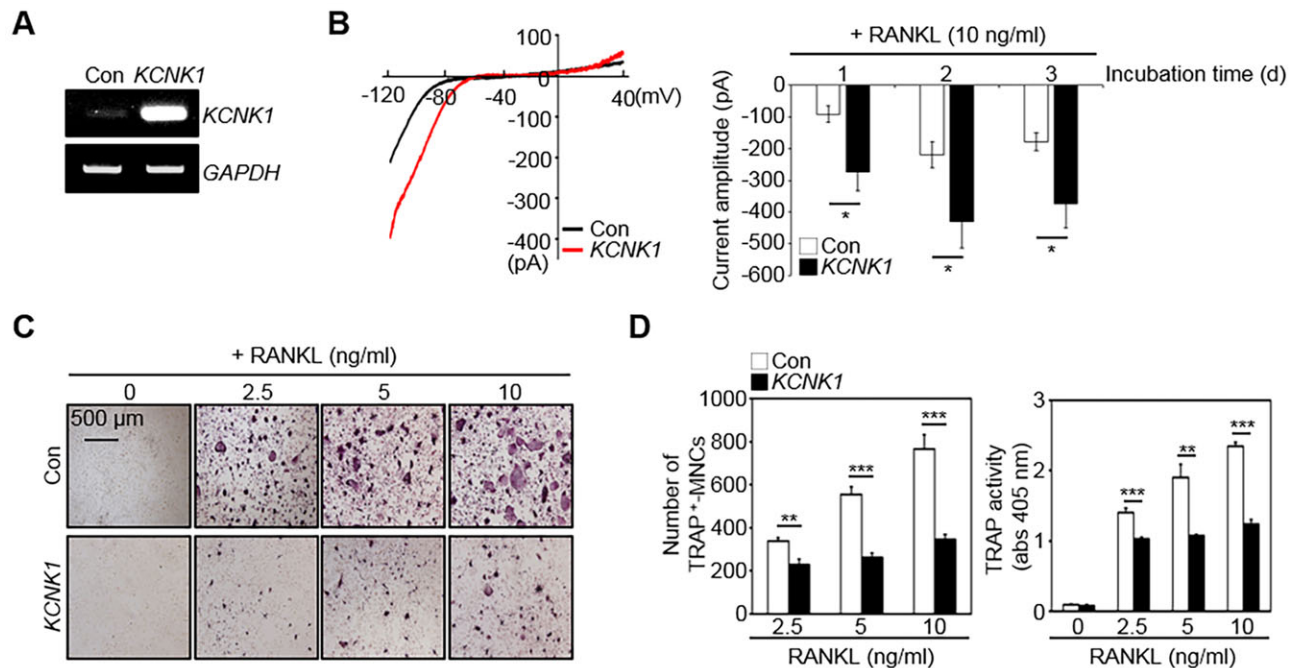 A
Con KCNK1
KCNK1
GAPDH
B
100
0
-100
-200
-300
-400
(pA)
-120
-80
-40
40(mV)
Con
KCNK1
+ RANKL (10 ng/ml)
1 2 3 Incubation time (d)
Current amplitude (pA)
0
-100
-200
-300
-400
-500
-600
* * *
Con
KCNK1
C
+ RANKL (ng/ml)
0 2.5 5 10
500 µm
Con
KCNK1
D
Con
KCNK1
Number of
TRAP+-MNCs
1000
800
600
400
200
0
** *** ***
2.5 5 10
RANKL (ng/ml)
TRAP activity
(abs 405 nm)
3
2
1
0
*** ** ***
0 2.5 5 10
RANKL (ng/ml)